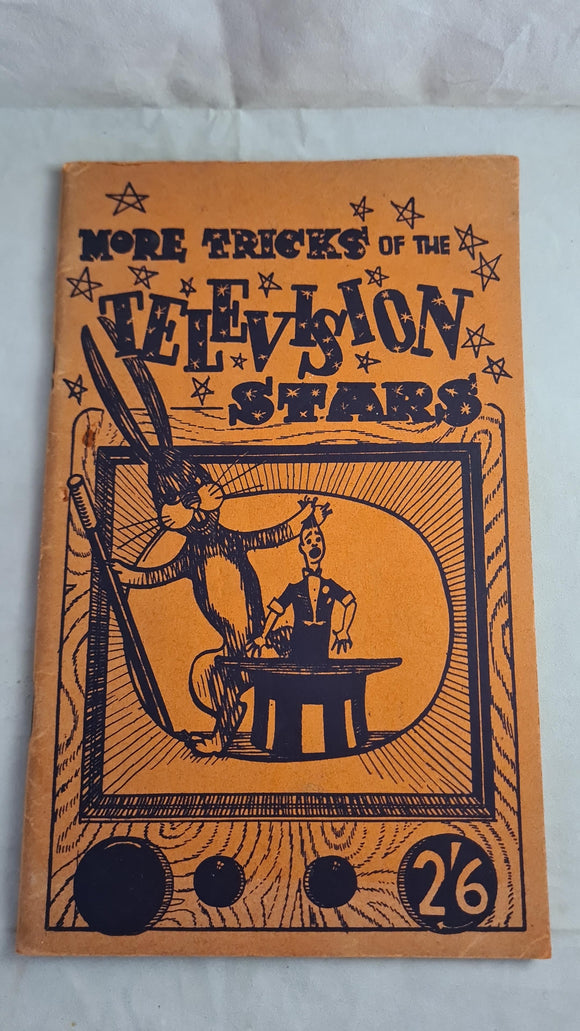 MORE TRICKS OF THE
TELEVISION
STARS
2'6